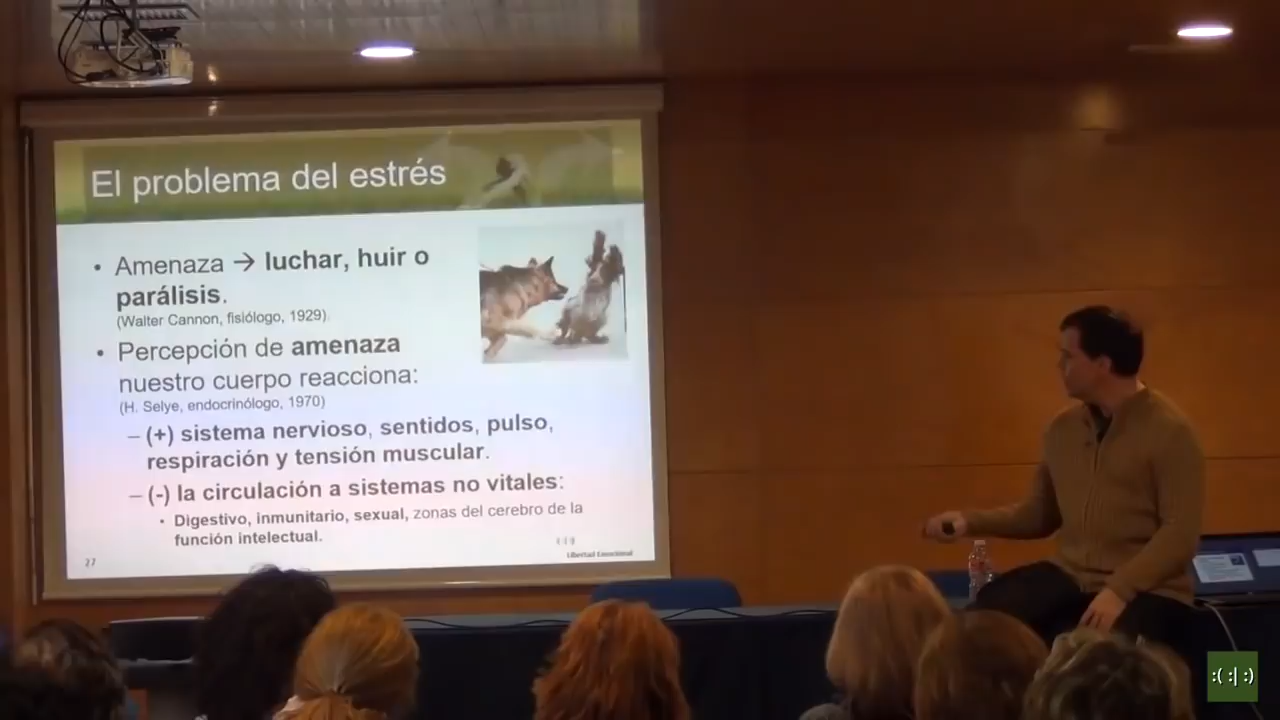 El problema del estrés
• Amenaza → luchar, huir o
parálisis.
(Walter Cannon, fisiólogo, 1929)
• Percepción de amenaza
nuestro cuerpo reacciona:
(H. Selye, endocrinólogo, 1970)
– (+) sistema nervioso, sentidos, pulso,
respiración y tensión muscular.
– (-) la circulación a sistemas no vitales:
• Digestivo, inmunitario, sexual, zonas del cerebro de la
función intelectual.
27
Libertad Emocional
:( :| :)